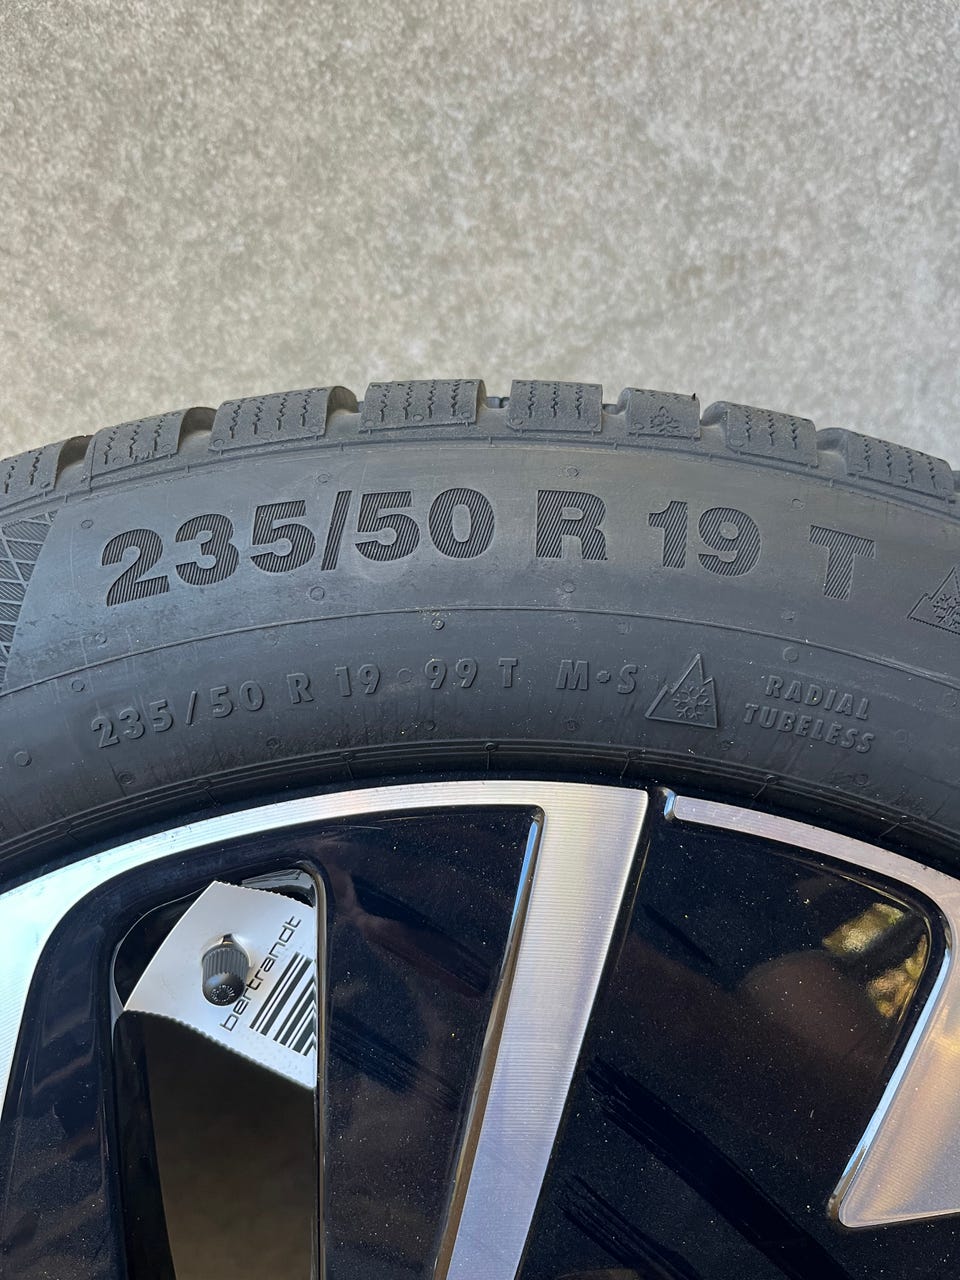 235/50 R 19 T
235/50 R 19 99 T M•S
RADIAL
TUBELESS
bertrandt